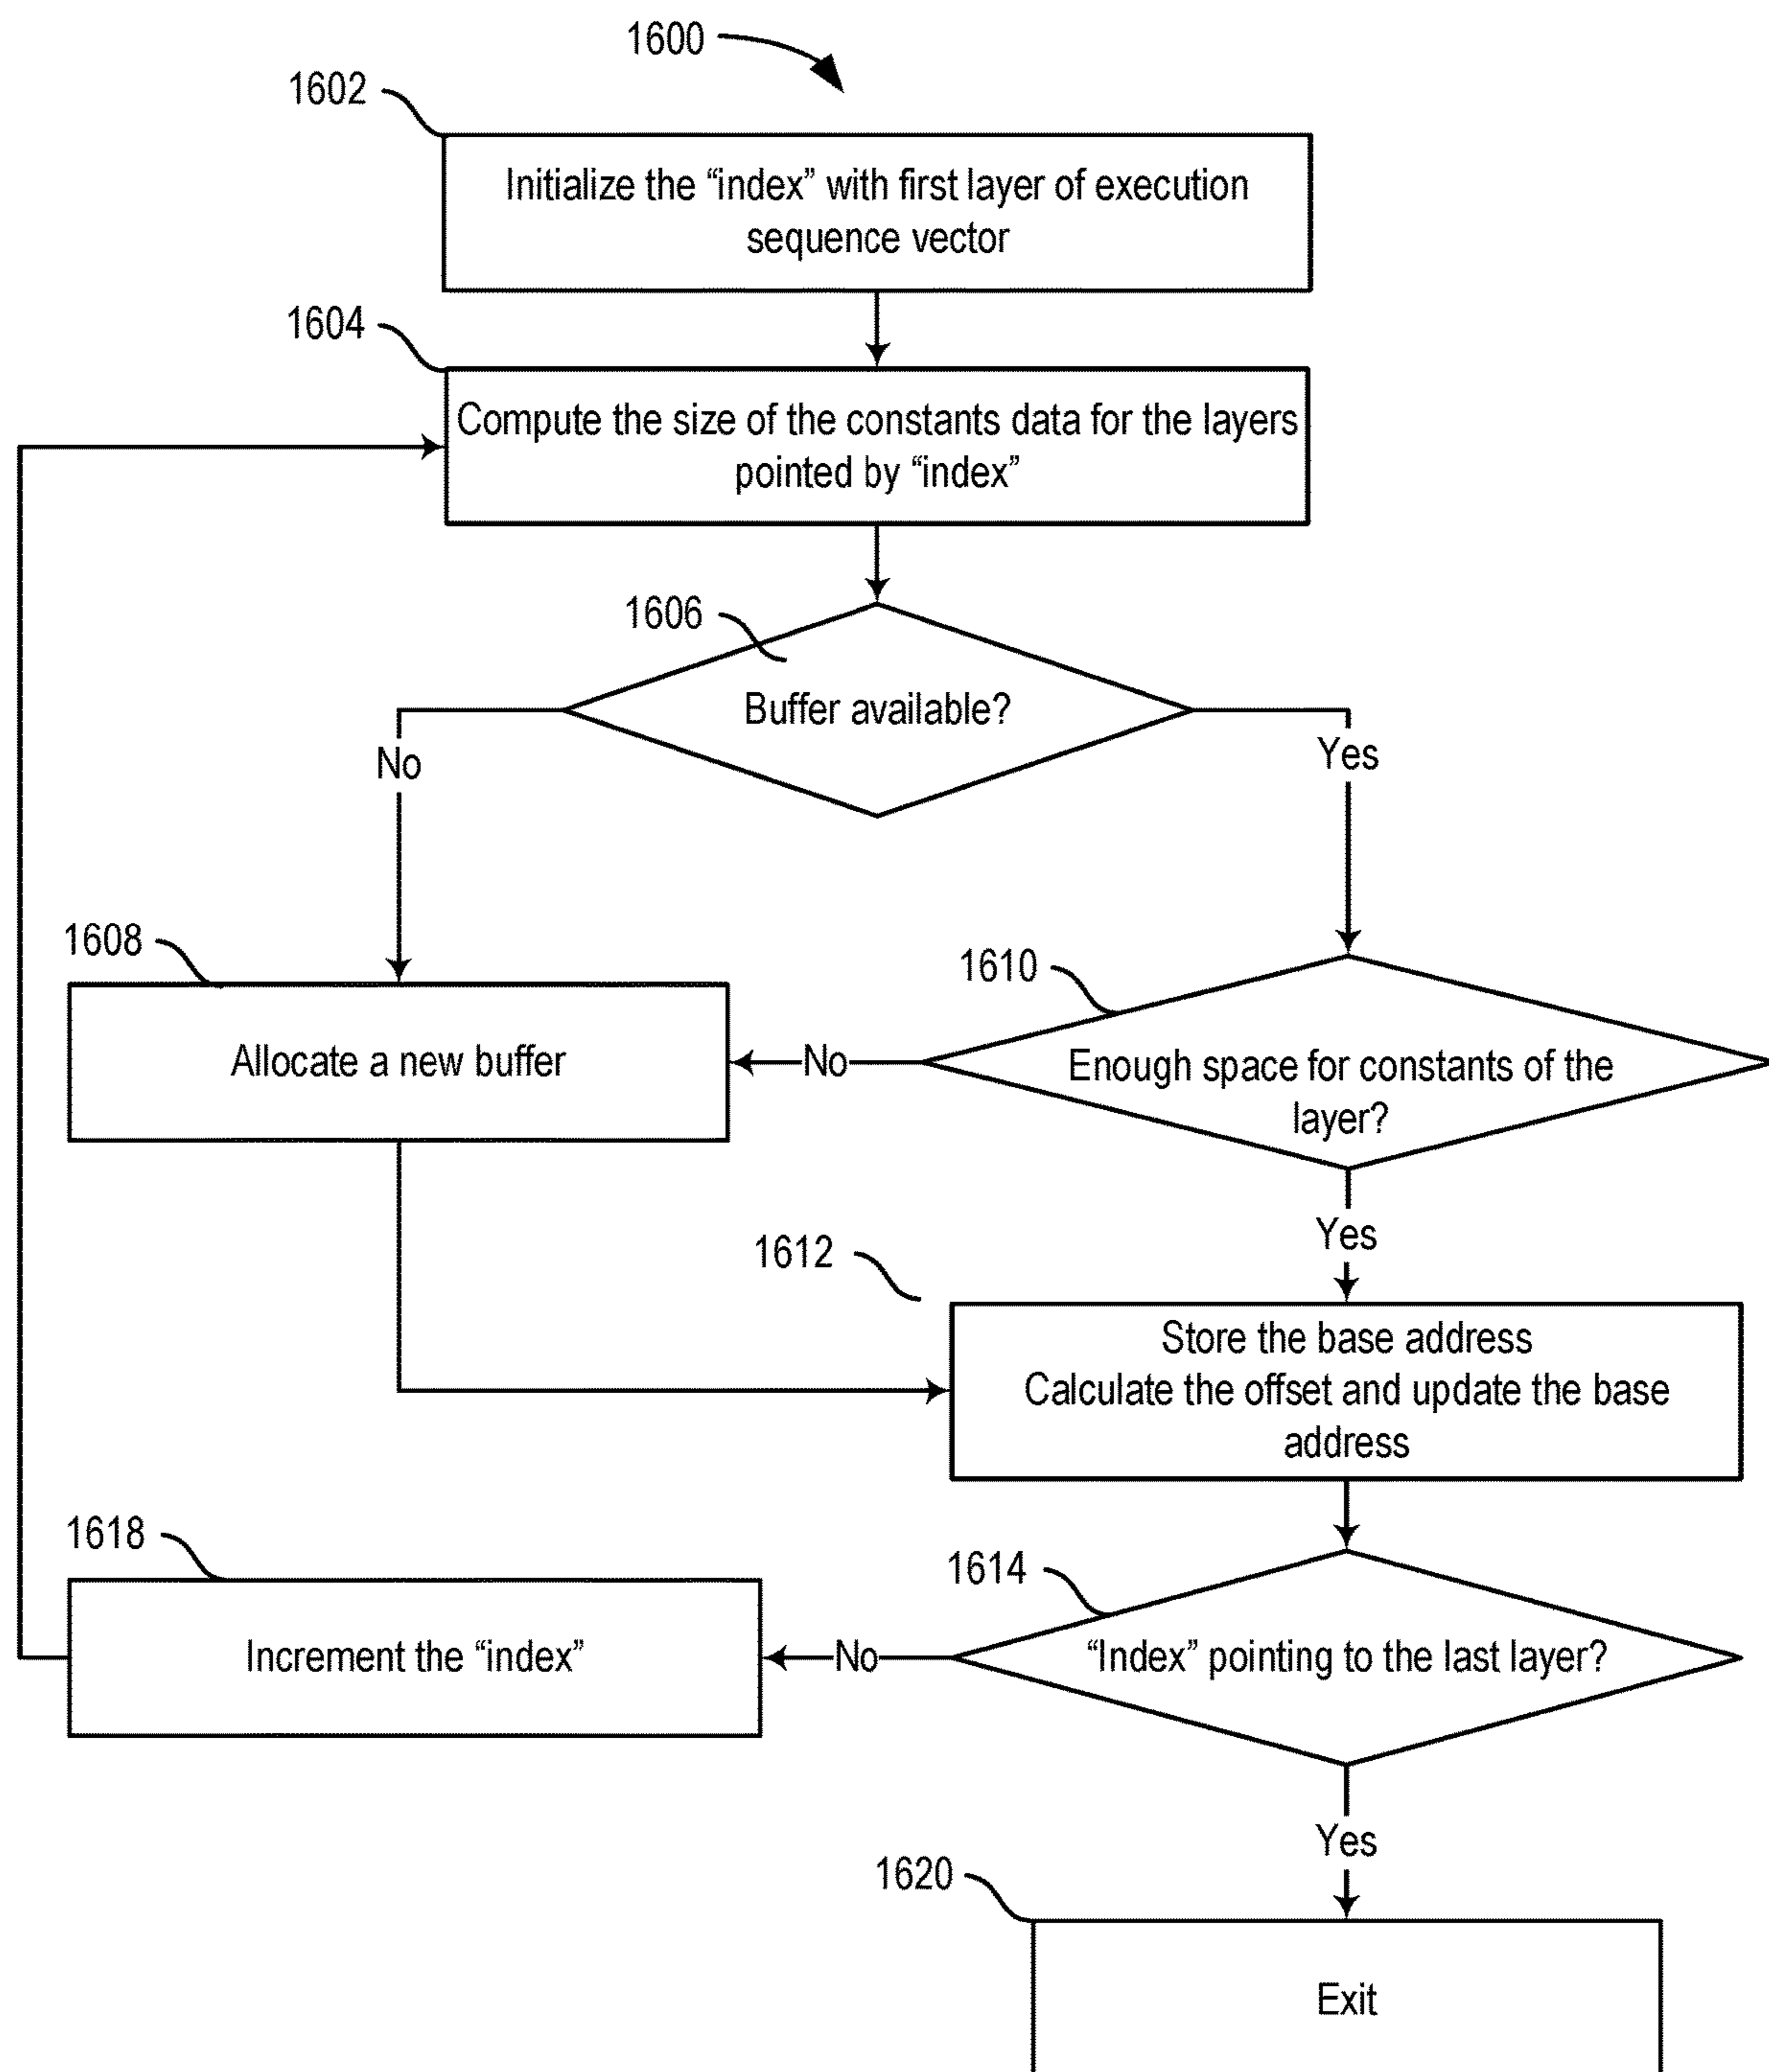 1600
1602
Initialize the “index” with first layer of execution
sequence vector
1604
Compute the size of the constants data for the layers
pointed by “index”
1606
Buffer available?
No
Yes
1608
Allocate a new buffer
1610
No
Enough space for constants of the
layer?
Yes
1612
Store the base address
Calculate the offset and update the base
address
1618
Increment the “index”
1614
No
“Index” pointing to the last layer?
Yes
1620
Exit